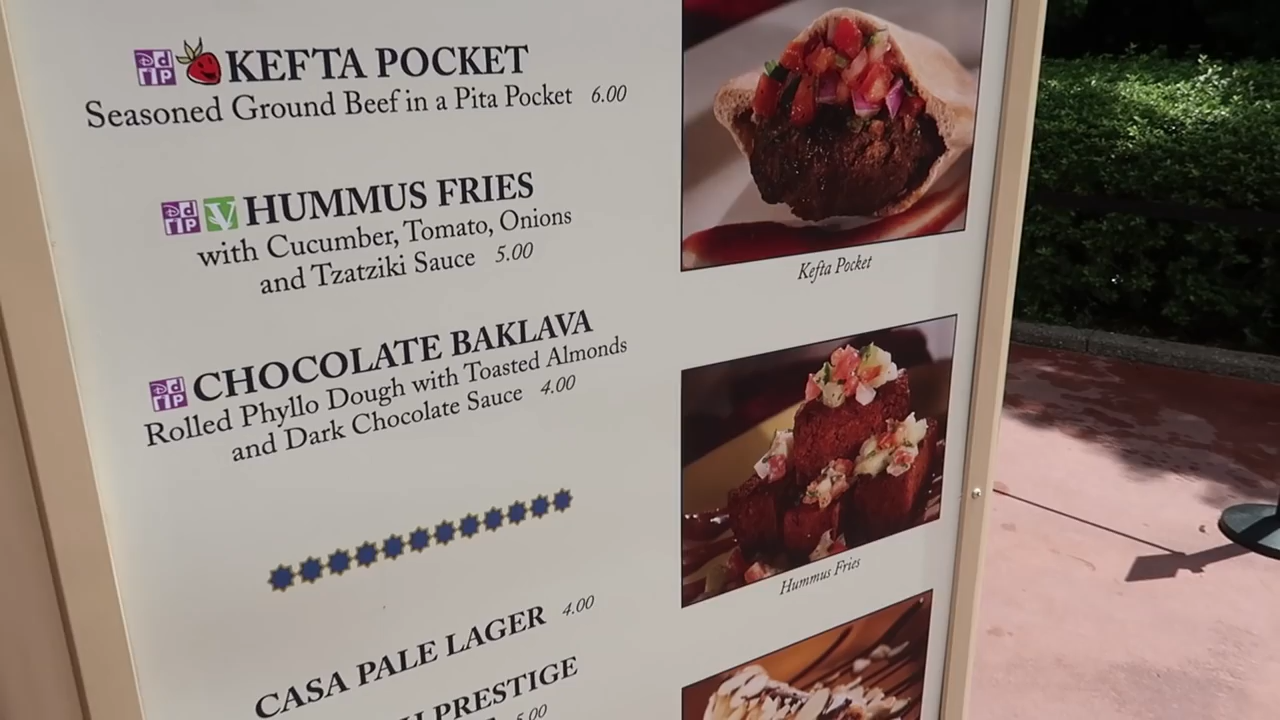 KEFTA POCKET
Seasoned Ground Beef in a Pita Pocket 6.00
V HUMMUS FRIES
with Cucumber, Tomato, Onions
and Tzatziki Sauce 5.00
CHOCOLATE BAKLAVA
Rolled Phyllo Dough with Toasted Almonds
and Dark Chocolate Sauce 4.00
CASA PALE LAGER 4.00
PRESTIGE
5.00
Kefta Pocket
Hummus Fries